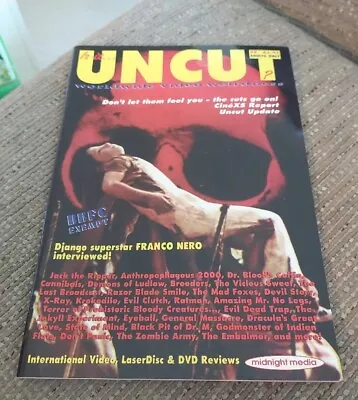 UNCUT
WORLDWIDE VIDEO
Don't let them fool you - the cuts go on!
CinéXS Report
Uncut Update
BBFC
EXEMPT
Django superstar FRANCO NERO
interviewed!
Jack the Ripper, Anthropophagous 2000, Dr. Bloodbath,
Cannibals, Demons of Ludlow, Breeders, The Vicious Sweet, The
Last Broadcast, Razor Blade Smile, The Mad Foxes, Devil Story,
X-Ray, Krokodile, Evil Clutch, Ratman, Amazing Mr. No Legs,
Terror of Prehistoric Bloody Creatures..., Evil Dead Trap, The
Jekyll Experiment, Eyeball, General Massacre, Dracula's Great
Love, State of Mind, Black Pit of Dr. M, Godmonster of Indian
Flats, Don't Panic, The Zombie Army, The Embalmer, and more!
International Video, LaserDisc & DVD Reviews
midnight media